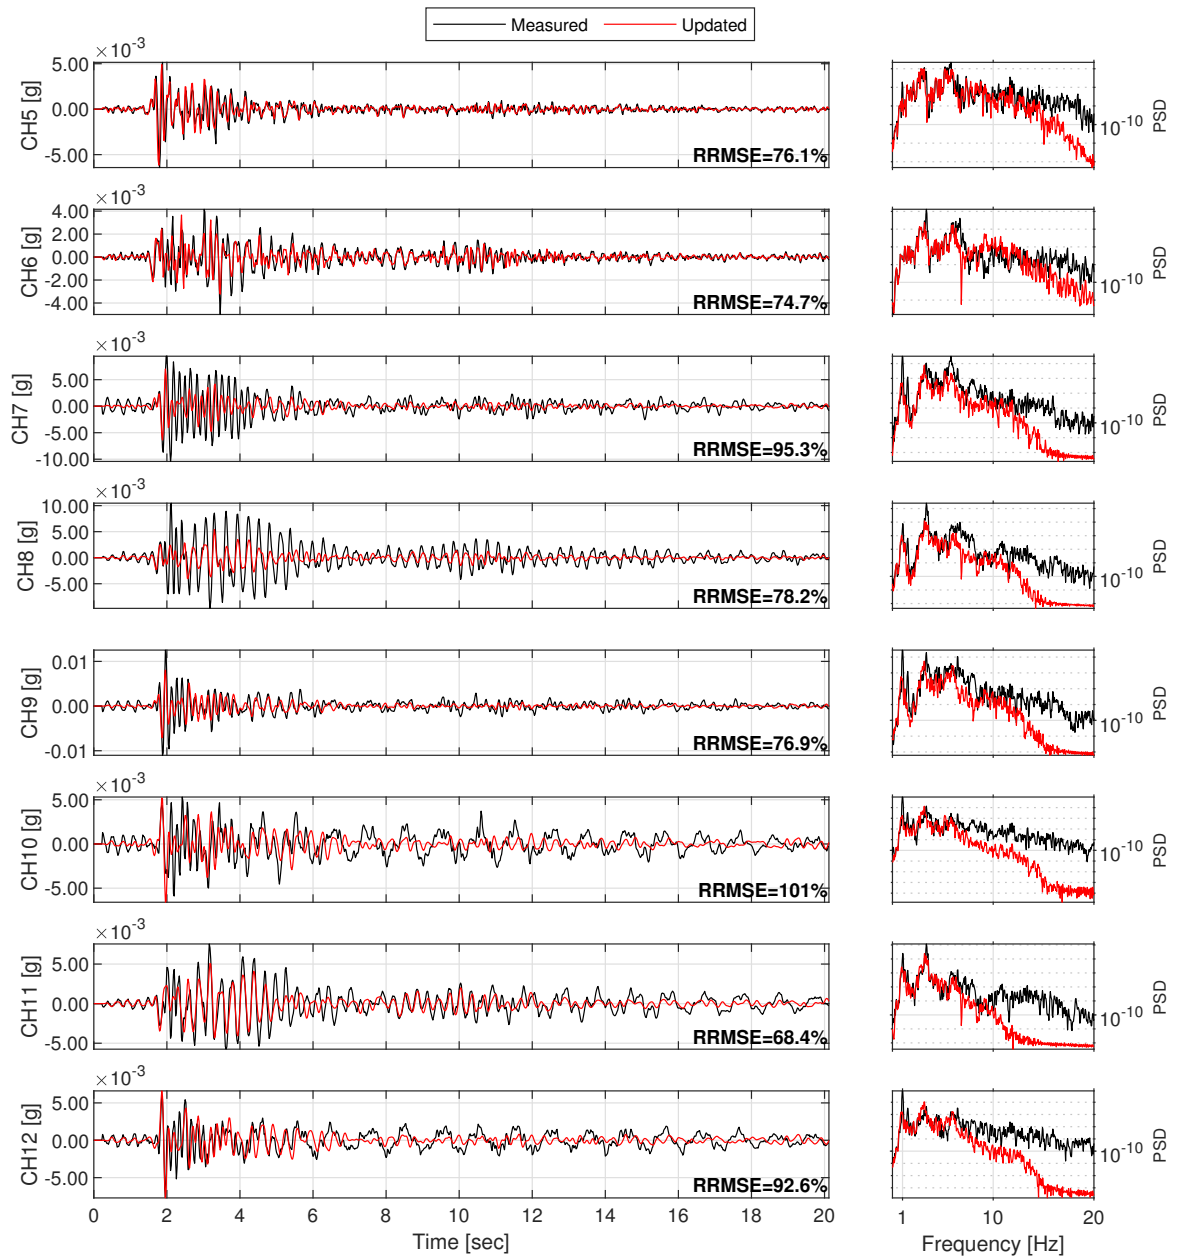 Measured Updated
×10⁻³
5.00
0.00
-5.00
CH5 [g]
RRMSE=76.1%
10⁻¹⁰
PSD
×10⁻³
4.00
2.00
0.00
-2.00
-4.00
CH6 [g]
RRMSE=74.7%
10⁻¹⁰
PSD
×10⁻³
5.00
0.00
-5.00
-10.00
CH7 [g]
RRMSE=95.3%
10⁻¹⁰
PSD
×10⁻³
10.00
5.00
0.00
-5.00
CH8 [g]
RRMSE=78.2%
10⁻¹⁰
PSD
0.01
0.00
-0.01
CH9 [g]
RRMSE=76.9%
10⁻¹⁰
PSD
×10⁻³
5.00
0.00
-5.00
CH10 [g]
RRMSE=101%
10⁻¹⁰
PSD
×10⁻³
5.00
0.00
-5.00
CH11 [g]
RRMSE=68.4%
10⁻¹⁰
PSD
×10⁻³
5.00
0.00
-5.00
CH12 [g]
RRMSE=92.6%
10⁻¹⁰
PSD
0 2 4 6 8 10 12 14 16 18 20
Time [sec]
1 10 20
Frequency [Hz]